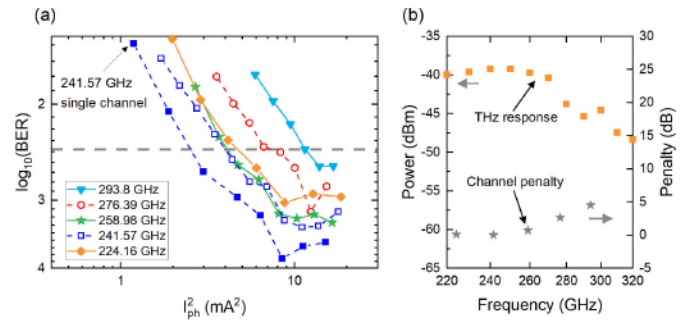 (a)
(b)
241.57 GHz
single channel
2
3
4
log10(BER)
293.8 GHz
276.39 GHz
258.98 GHz
241.57 GHz
224.16 GHz
1
10
I²ph (mA²)
-35
-40
-45
-50
-55
-60
-65
Power (dBm)
THz response
Channel penalty
30
25
20
15
10
5
0
-5
Penalty (dB)
220
240
260
280
300
320
Frequency (GHz)